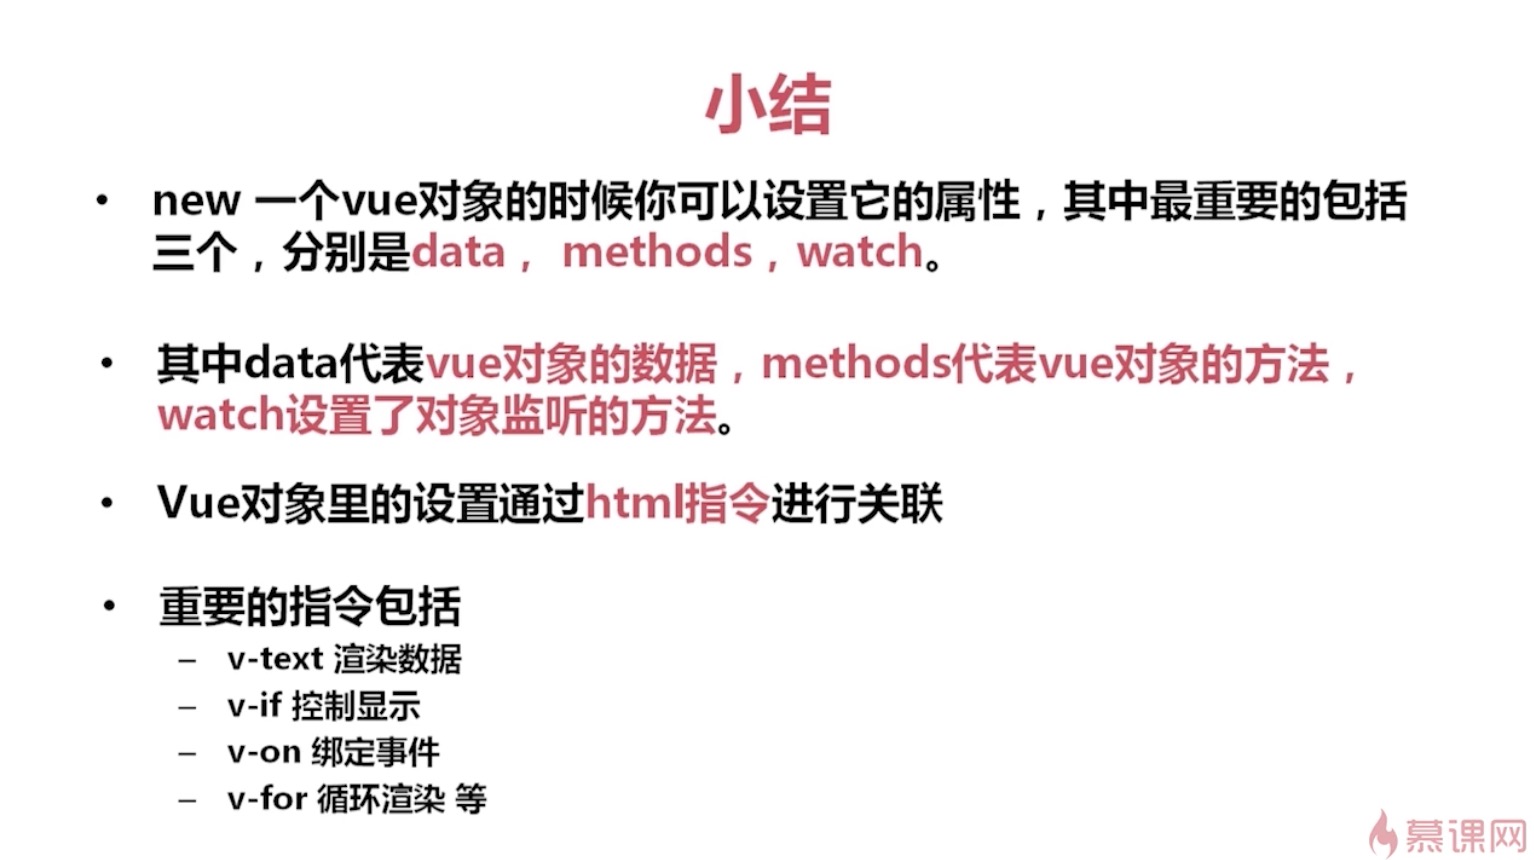 小结
• new 一个vue对象的时候你可以设置它的属性，其中最重要的包括
三个，分别是data， methods，watch。
• 其中data代表vue对象的数据，methods代表vue对象的方法，
watch设置了对象监听的方法。
• Vue对象里的设置通过html指令进行关联
• 重要的指令包括
– v-text 渲染数据
– v-if 控制显示
– v-on 绑定事件
– v-for 循环渲染 等
慕课网